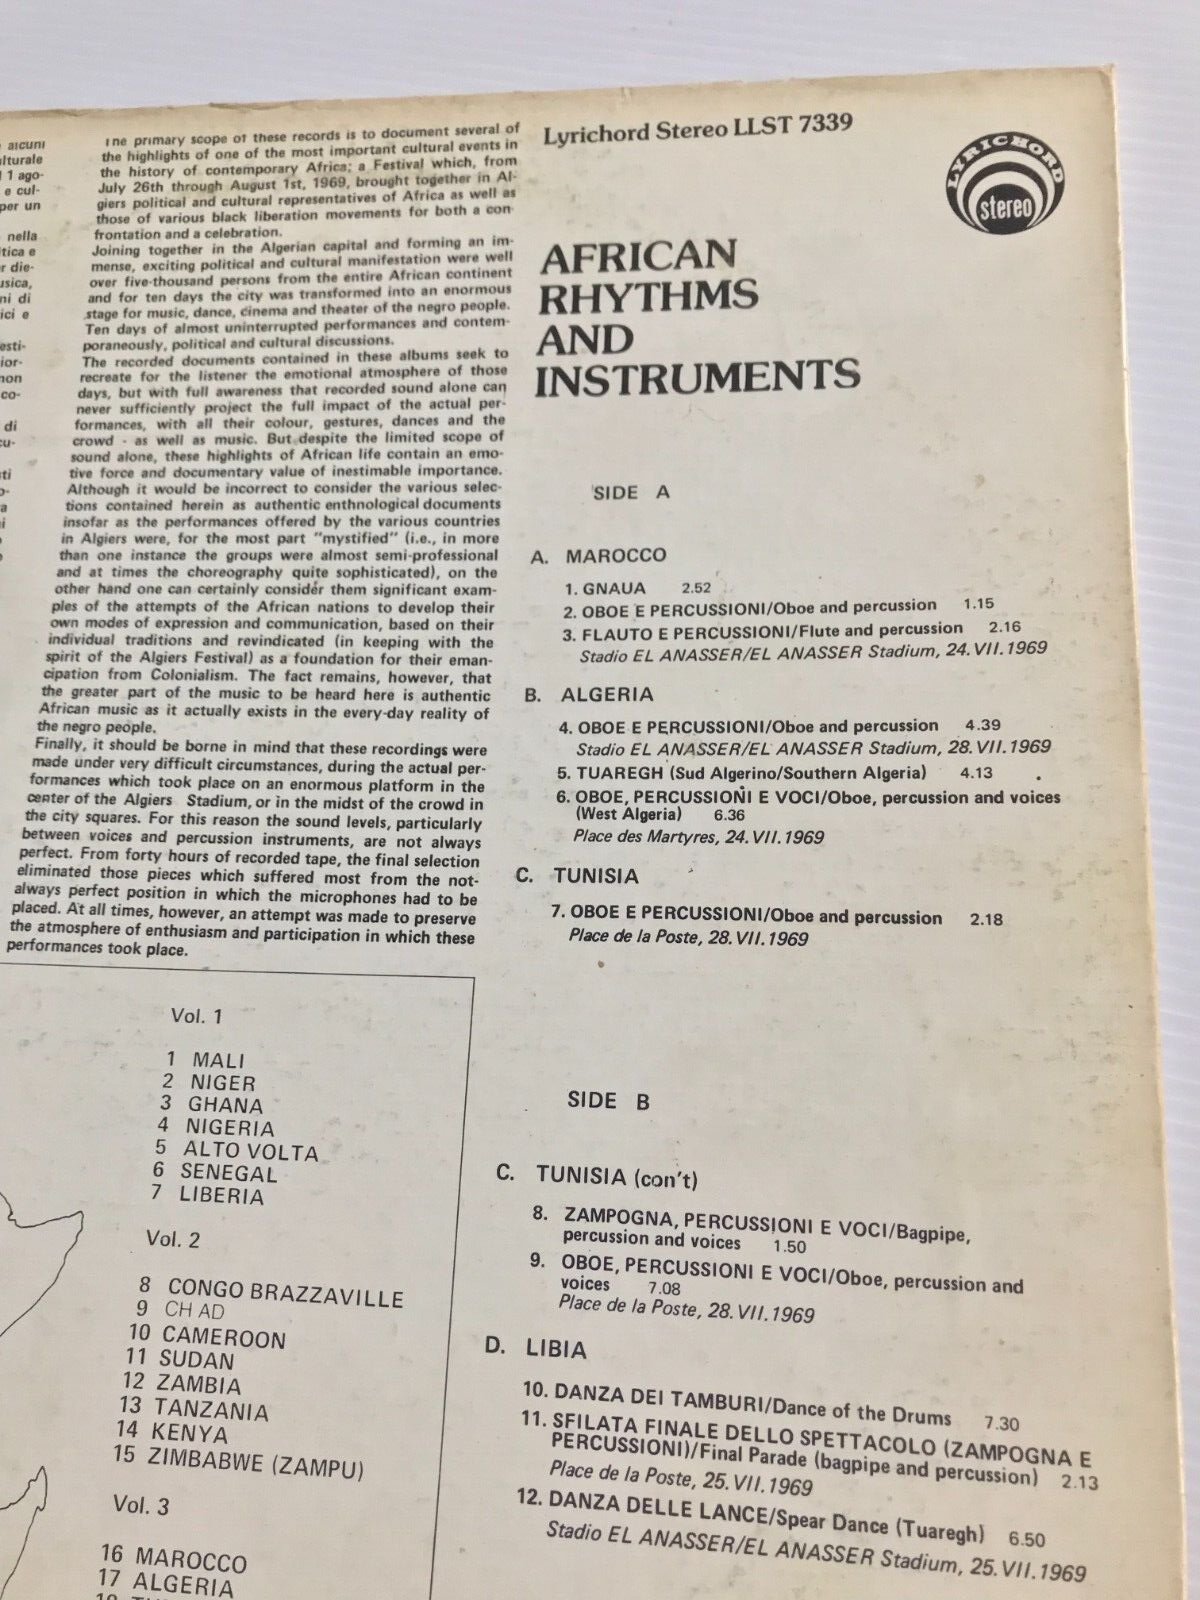 alcuni
ulturale
1 ago-
e cul-
per un
nella
tica e
r die-
usica,
ni di
ici e
esti-
ior-
non
co-
di
cu-
ti
o-
a
i
The primary scope of these records is to document several of
the highlights of one of the most important cultural events in
the history of contemporary Africa; a Festival which, from
July 26th through August 1st, 1969, brought together in Al-
giers political and cultural representatives of Africa as well as
those of various black liberation movements for both a con-
frontation and a celebration.
Joining together in the Algerian capital and forming an im-
mense, exciting political and cultural manifestation were well
over five-thousand persons from the entire African continent
and for ten days the city was transformed into an enormous
stage for music, dance, cinema and theater of the negro people.
Ten days of almost uninterrupted performances and contem-
poraneously, political and cultural discussions.
The recorded documents contained in these albums seek to
recreate for the listener the emotional atmosphere of those
days, but with full awareness that recorded sound alone can
never sufficiently project the full impact of the actual per-
formances, with all their colour, gestures, dances and the
crowd - as well as music. But despite the limited scope of
sound alone, these highlights of African life contain an emo-
tive force and documentary value of inestimable importance.
Although it would be incorrect to consider the various selec-
tions contained herein as authentic enthnological documents
insofar as the performances offered by the various countries
in Algiers were, for the most part "mystified" (i.e., in more
than one instance the groups were almost semi-professional
and at times the choreography quite sophisticated), on the
other hand one can certainly consider them significant exam-
ples of the attempts of the African nations to develop their
own modes of expression and communication, based on their
individual traditions and revindicated (in keeping with the
spirit of the Algiers Festival) as a foundation for their eman-
cipation from Colonialism. The fact remains, however, that
the greater part of the music to be heard here is authentic
African music as it actually exists in the every-day reality of
the negro people.
Finally, it should be borne in mind that these recordings were
made under very difficult circumstances, during the actual per-
formances which took place on an enormous platform in the
center of the Algiers Stadium, or in the midst of the crowd in
the city squares. For this reason the sound levels, particularly
between voices and percussion instruments, are not always
perfect. From forty hours of recorded tape, the final selection
eliminated those pieces which suffered most from the not-
always perfect position in which the microphones had to be
placed. At all times, however, an attempt was made to preserve
the atmosphere of enthusiasm and participation in which these
performances took place.
Vol. 1
1 MALI
2 NIGER
3 GHANA
4 NIGERIA
5 ALTO VOLTA
6 SENEGAL
7 LIBERIA
Vol. 2
8 CONGO BRAZZAVILLE
9 CHAD
10 CAMEROON
11 SUDAN
12 ZAMBIA
13 TANZANIA
14 KENYA
15 ZIMBABWE (ZAMPU)
Vol. 3
16 MAROCCO
17 ALGERIA
Lyrichord Stereo LLST 7339
LYRICHORD
stereo
AFRICAN
RHYTHMS
AND
INSTRUMENTS
SIDE A
A. MAROCCO
1. GNAUA 2.52
2. OBOE E PERCUSSIONI/Oboe and percussion 1.15
3. FLAUTO E PERCUSSIONI/Flute and percussion 2.16
Stadio EL ANASSER/EL ANASSER Stadium, 24.VII.1969
B. ALGERIA
4. OBOE E PERCUSSIONI/Oboe and percussion 4.39
Stadio EL ANASSER/EL ANASSER Stadium, 28.VII.1969
5. TUAREGH (Sud Algerino/Southern Algeria) 4.13
6. OBOE, PERCUSSIONI E VOCI/Oboe, percussion and voices
(West Algeria) 6.36
Place des Martyres, 24.VII.1969
C. TUNISIA
7. OBOE E PERCUSSIONI/Oboe and percussion 2.18
Place de la Poste, 28.VII.1969
SIDE B
C. TUNISIA (con't)
8. ZAMPOGNA, PERCUSSIONI E VOCI/Bagpipe,
percussion and voices 1.50
9. OBOE, PERCUSSIONI E VOCI/Oboe, percussion and
voices 7.08
Place de la Poste, 28.VII.1969
D. LIBIA
10. DANZA DEI TAMBURI/Dance of the Drums 7.30
11. SFILATA FINALE DELLO SPETTACOLO (ZAMPOGNA E
PERCUSSIONI)/Final Parade (bagpipe and percussion) 2.13
Place de la Poste, 25.VII.1969
12. DANZA DELLE LANCE/Spear Dance (Tuaregh) 6.50
Stadio EL ANASSER/EL ANASSER Stadium, 25.VII.1969